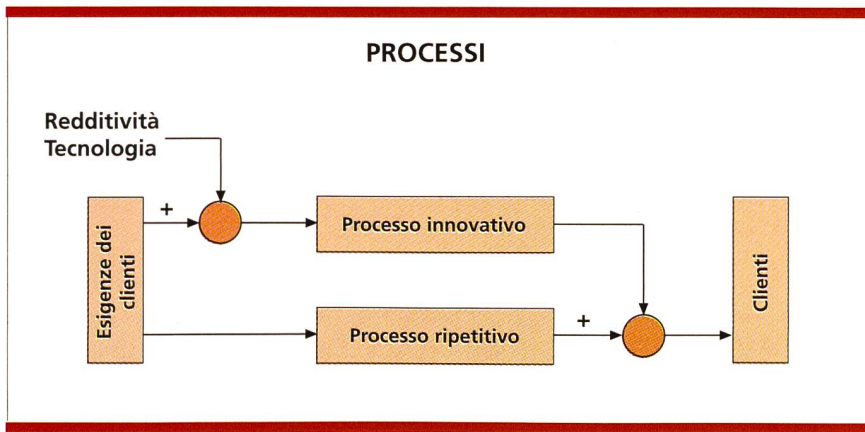 PROCESSI
Redditività
Tecnologia
+
Esigenze dei
clienti
Processo innovativo
Processo ripetitivo
+
Clienti